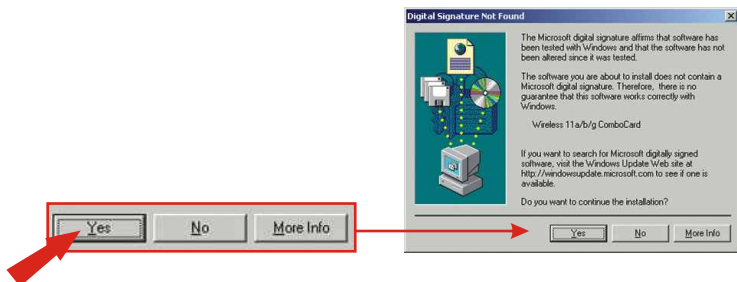 Digital Signature Not Found
The Microsoft digital signature affirms that software has
been tested with Windows and that the software has not
been altered since it was tested.
The software you are about to install does not contain a
Microsoft digital signature. Therefore, there is no
guarantee that this software works correctly with
Windows.
Wireless 11a/b/g ComboCard
If you want to search for Microsoft digitally signed
software, visit the Windows Update Web site at
http://windowsupdate.microsoft.com to see if one is
available.
Do you want to continue the installation?
Yes No More Info
Yes No More Info